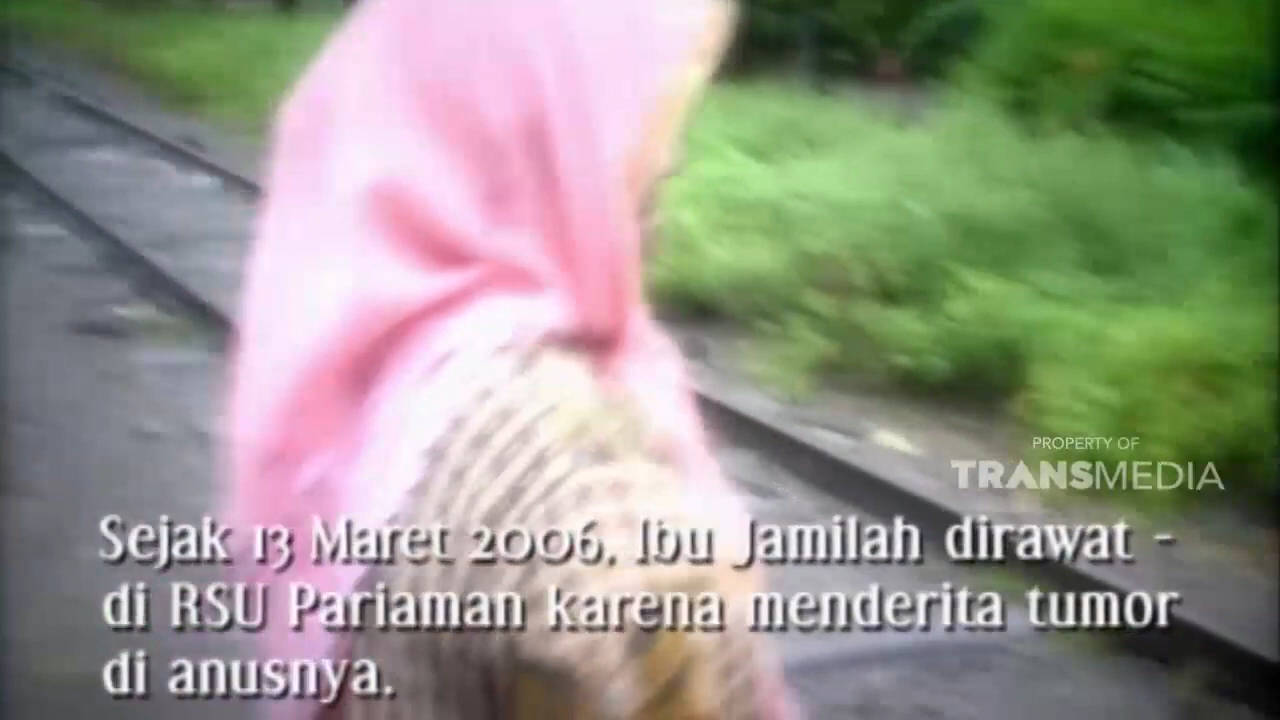 PROPERTY OF
TRANSMEDIA
Sejak 13 Maret 2006, Ibu Jamilah dirawat -
di RSU Pariaman karena menderita tumor
di anusnya.